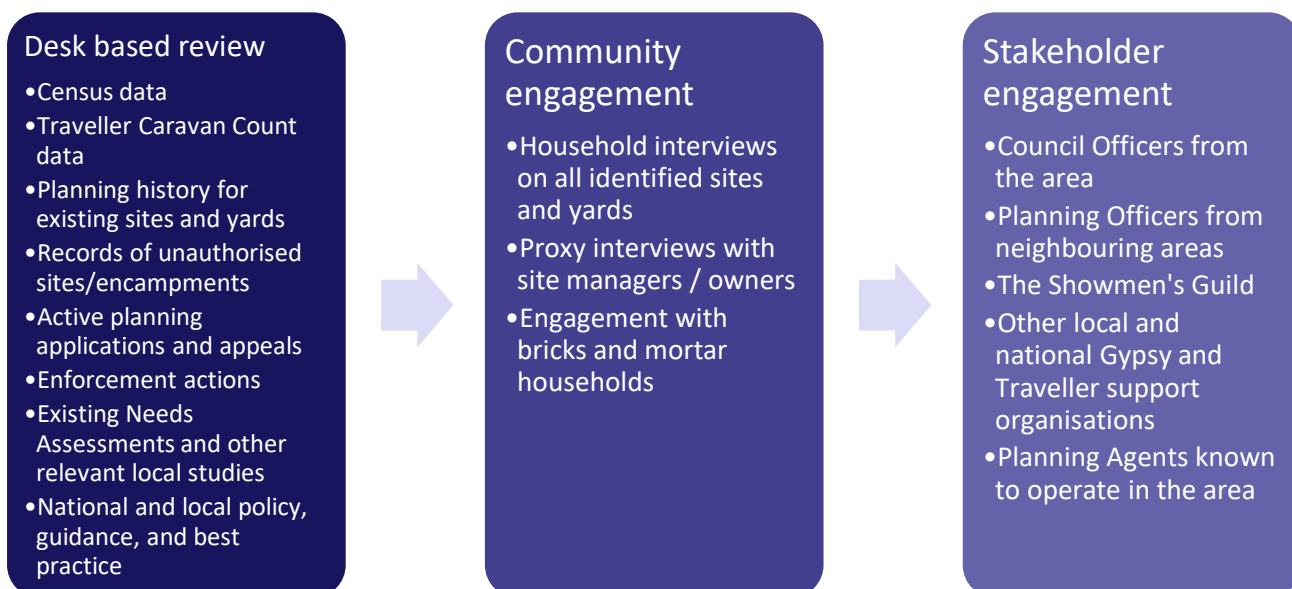 Desk based review
•Census data
•Traveller Caravan Count
data
•Planning history for
existing sites and yards
•Records of unauthorised
sites/encampments
•Active planning
applications and appeals
•Enforcement actions
•Existing Needs
Assessments and other
relevant local studies
•National and local policy,
guidance, and best
practice
Community
engagement
•Household interviews
on all identified sites
and yards
•Proxy interviews with
site managers / owners
•Engagement with
bricks and mortar
households
Stakeholder
engagement
•Council Officers from
the area
•Planning Officers from
neighbouring areas
•The Showmen's Guild
•Other local and
national Gypsy and
Traveller support
organisations
•Planning Agents known
to operate in the area